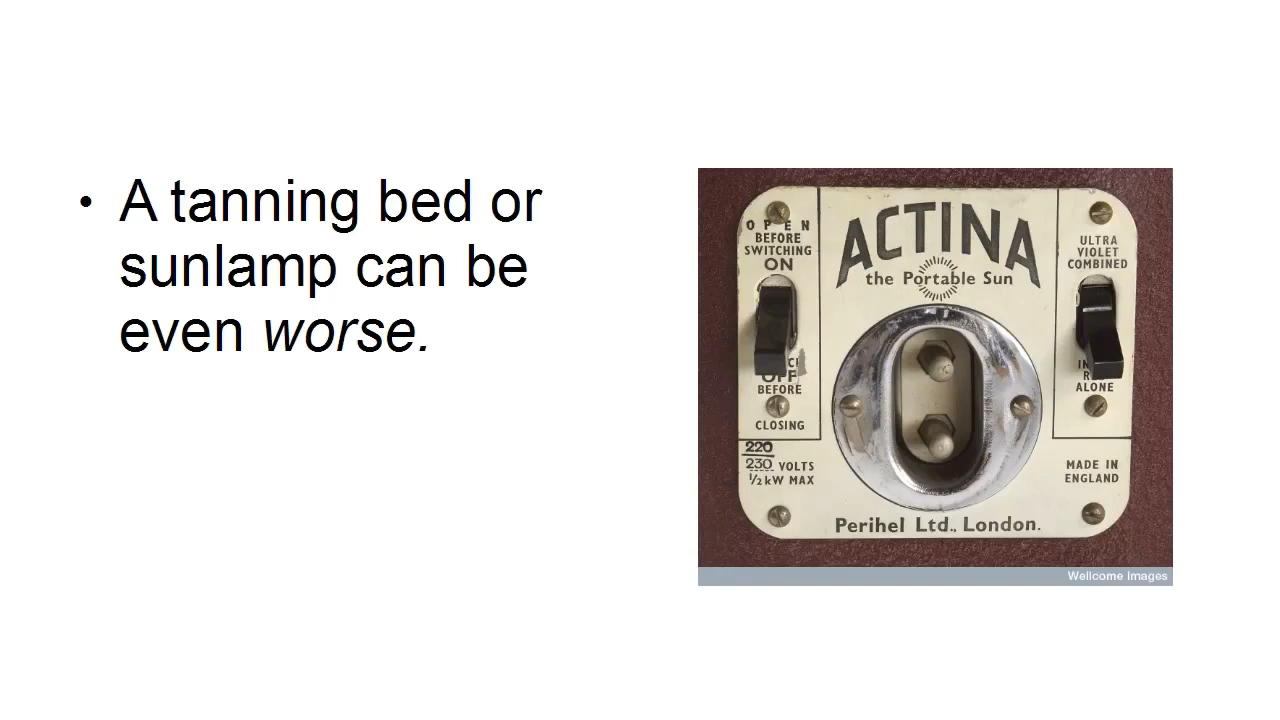 • A tanning bed or
sunlamp can be
even worse.
OPEN
BEFORE
SWITCHING
ON
OFF
BEFORE
CLOSING
220
230 VOLTS
1/2 kW MAX
ACTINA
the Portable Sun
Perihel Ltd., London.
ULTRA
VIOLET
COMBINED
ALONE
MADE IN
ENGLAND
Wellcome Images